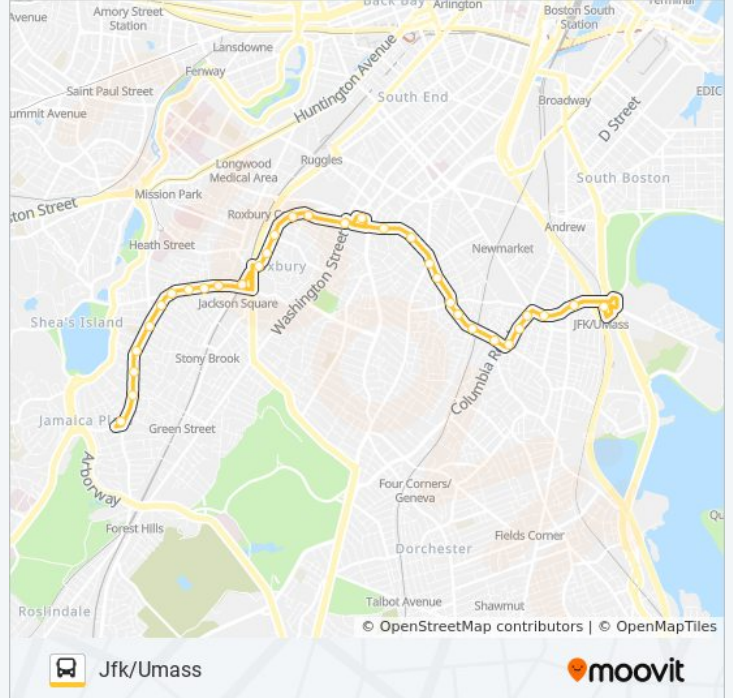 Back Bay
Arlington
Terminal
Avenue
Amory Street
Station
Boston South
Station
Lansdowne
Fenway
Saint Paul Street
Huntington Avenue
South End
Broadway
EDIC
D Street
ummit Avenue
Longwood
Medical Area
Ruggles
South Boston
Mission Park
ston Street
Roxbury C
Andrew
Heath Street
Newmarket
xbury
Washington Street
Jackson Square
Shea's Island
JFK/Umass
Stony Brook
Columbia R
Jamaica Pl
Green Street
Arborway
Four Corners/
Geneva
Qu
Forest Hills
Fields Corner
Dorchester
Talbot Avenue
Shawmut
Roslindale
© OpenStreetMap contributors | © OpenMapTiles
Jfk/Umass
moovit